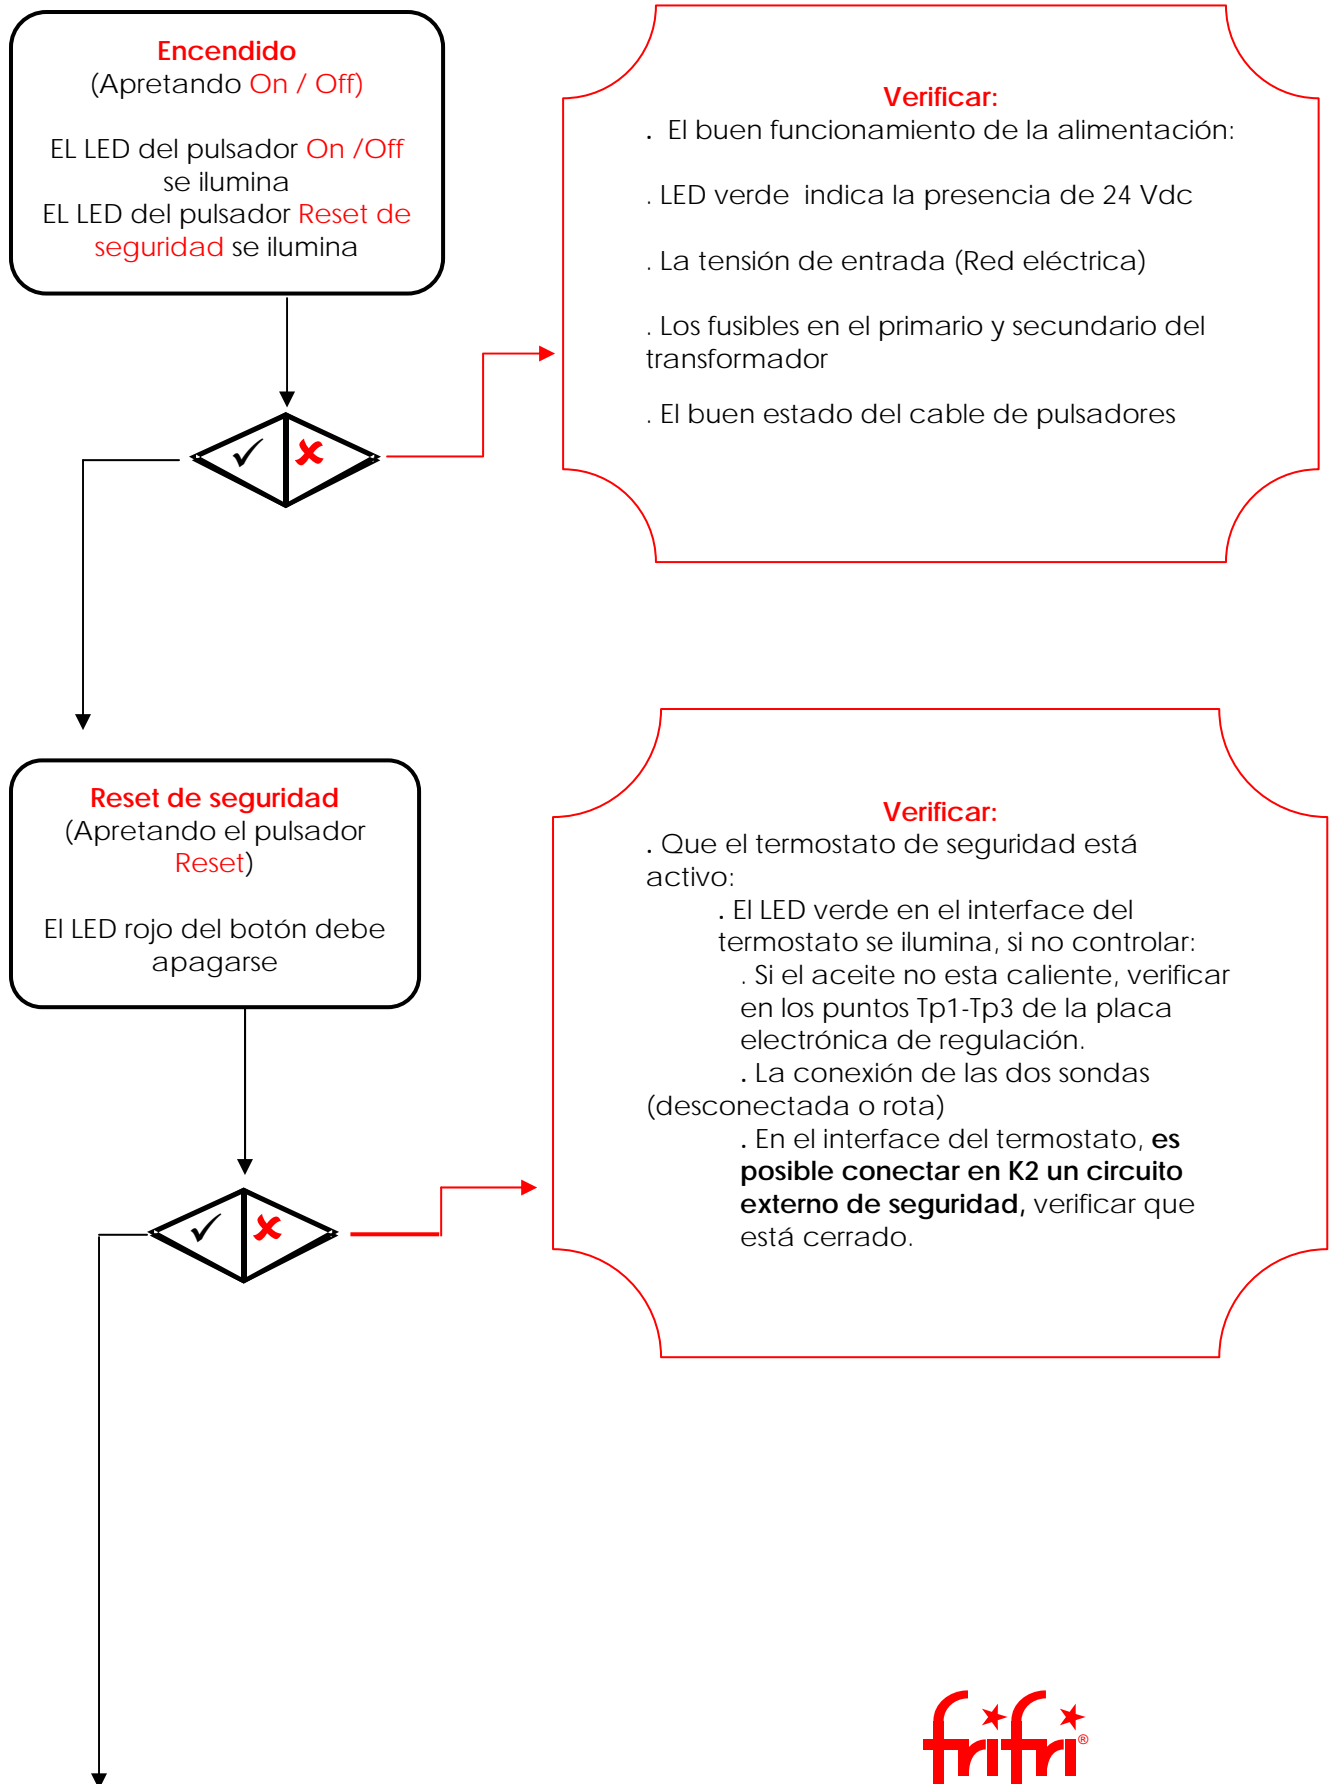 Encendido
(Apretando On / Off)
EL LED del pulsador On /Off
se ilumina
EL LED del pulsador Reset de
seguridad se ilumina
Verificar:
. El buen funcionamiento de la alimentación:
. LED verde indica la presencia de 24 Vdc
. La tensión de entrada (Red eléctrica)
. Los fusibles en el primario y secundario del
transformador
. El buen estado del cable de pulsadores
Reset de seguridad
(Apretando el pulsador
Reset)
El LED rojo del botón debe
apagarse
Verificar:
. Que el termostato de seguridad está
activo:
. El LED verde en el interface del
termostato se ilumina, si no controlar:
. Si el aceite no esta caliente, verificar
en los puntos Tp1-Tp3 de la placa
electrónica de regulación.
. La conexión de las dos sondas
(desconectada o rota)
. En el interface del termostato, es
posible conectar en K2 un circuito
externo de seguridad, verificar que
está cerrado.
frifri®